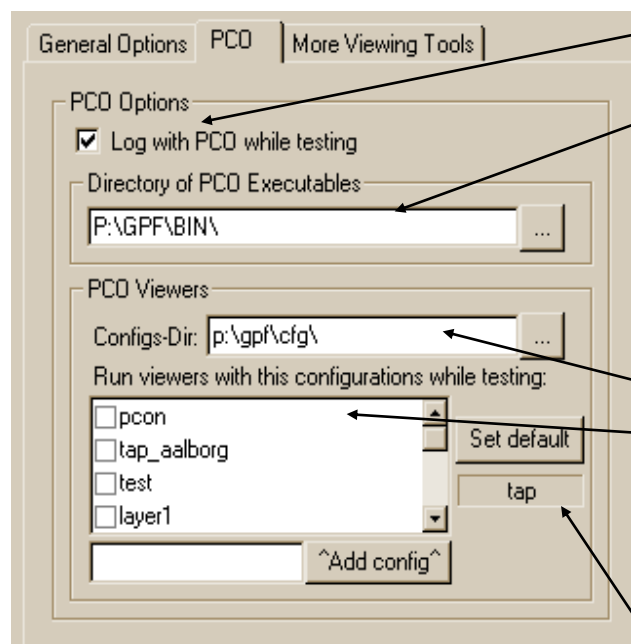 General Options PCO More Viewing Tools
PCO Options
Log with PCO while testing
Directory of PCO Executables
P:\GPF\BIN\ ...
PCO Viewers
Configs-Dir: p:\gpf\cfg\ ...
Run viewers with this configurations while testing:
pcon
tap_aalborg
Set default
test
tap
layer1
^Add config^